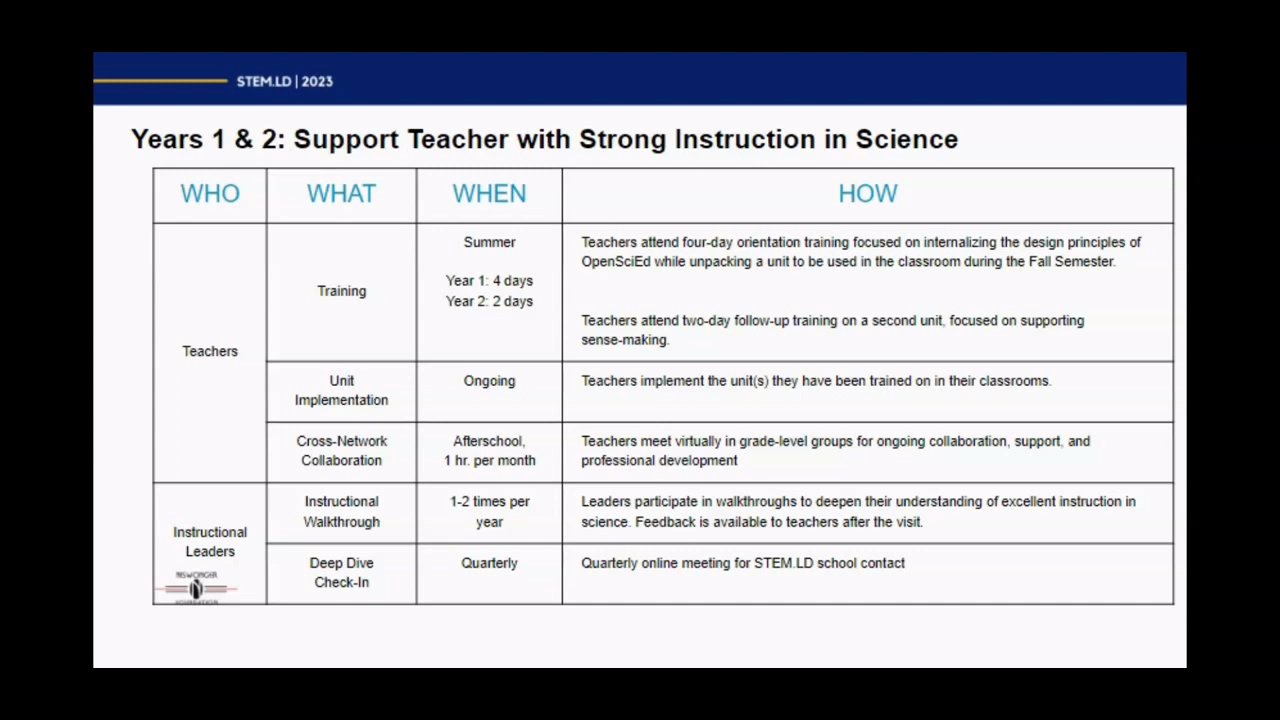 STEM.LD | 2023
Years 1 & 2: Support Teacher with Strong Instruction in Science
WHO
WHAT
WHEN
HOW
Teachers
Training
Summer
Year 1: 4 days
Year 2: 2 days
Teachers attend four-day orientation training focused on internalizing the design principles of
OpenSciEd while unpacking a unit to be used in the classroom during the Fall Semester.
Teachers attend two-day follow-up training on a second unit, focused on supporting
sense-making.
Unit
Implementation
Ongoing
Teachers implement the unit(s) they have been trained on in their classrooms.
Cross-Network
Collaboration
Afterschool,
1 hr. per month
Teachers meet virtually in grade-level groups for ongoing collaboration, support, and
professional development
Instructional
Leaders
Instructional
Walkthrough
1-2 times per
year
Leaders participate in walkthroughs to deepen their understanding of excellent instruction in
science. Feedback is available to teachers after the visit.
Deep Dive
Check-In
Quarterly
Quarterly online meeting for STEM.LD school contact